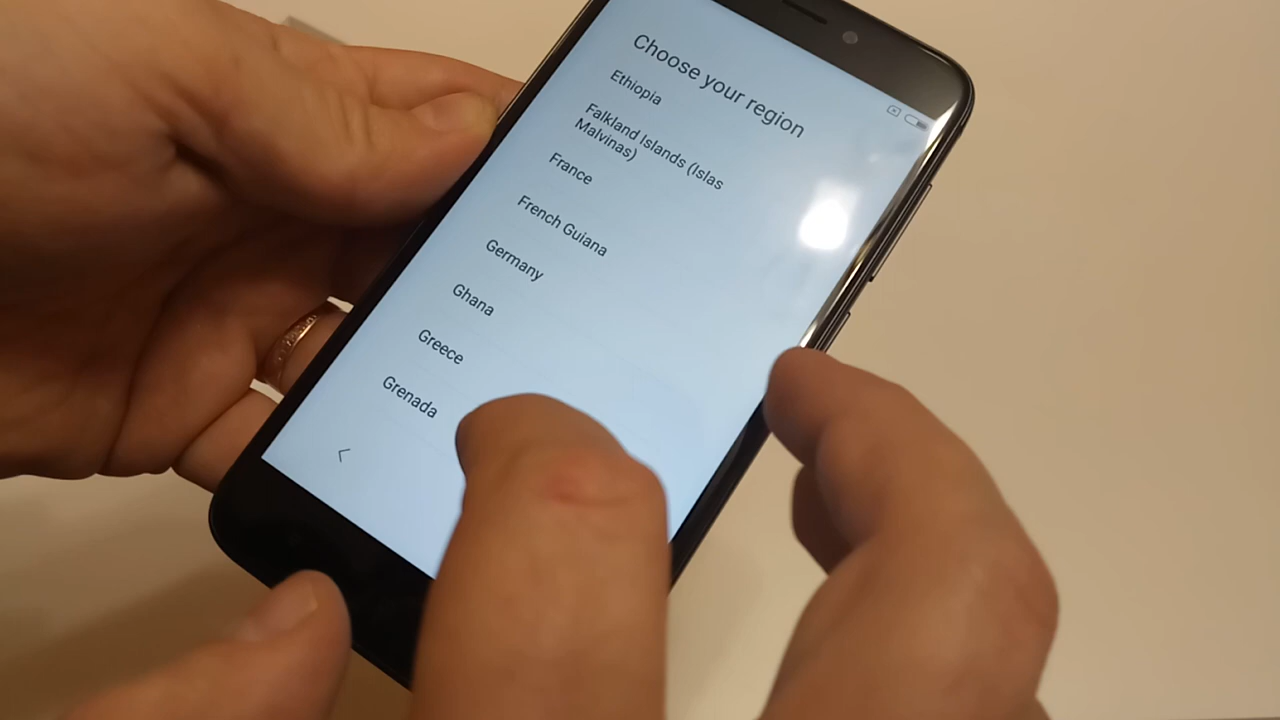 Choose your region
Ethiopia
Falkland Islands (Islas
Malvinas)
France
French Guiana
Germany
Ghana
Greece
Grenada